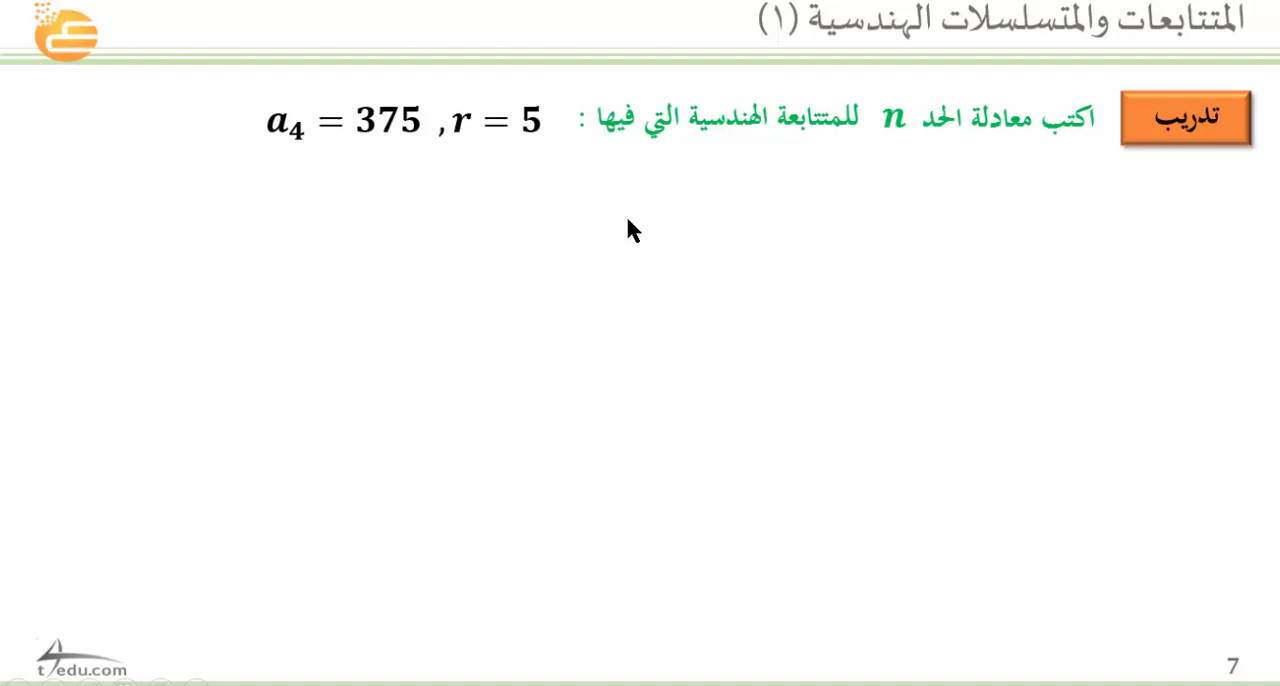 المتتابعات والمتسلسلات الهندسية (١)
تدريب
اكتب معادلة الحد n للمتتابعة الهندسية التي فيها : a₄ = 375 , r = 5
t4edu.com
7